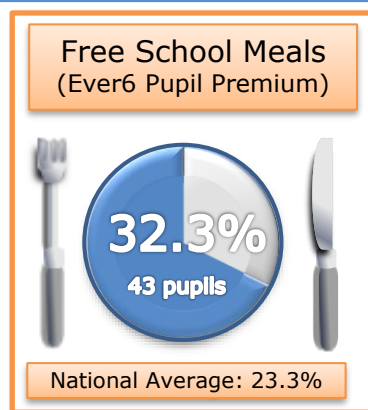 Free School Meals
(Ever6 Pupil Premium)
32.3%
43 pupils
National Average: 23.3%